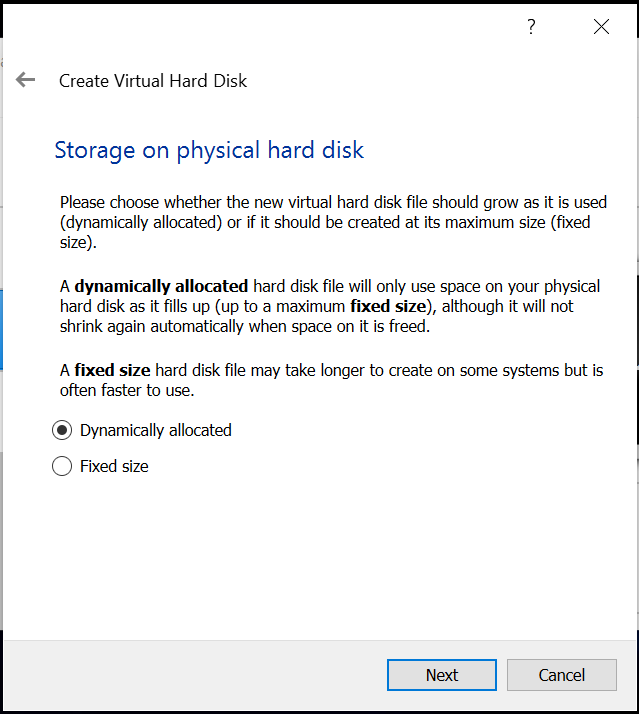 ?
Create Virtual Hard Disk
Storage on physical hard disk
Please choose whether the new virtual hard disk file should grow as it is used
(dynamically allocated) or if it should be created at its maximum size (fixed
size).
A dynamically allocated hard disk file will only use space on your physical
hard disk as it fills up (up to a maximum fixed size), although it will not
shrink again automatically when space on it is freed.
A fixed size hard disk file may take longer to create on some systems but is
often faster to use.
Dynamically allocated
Fixed size
Next Cancel